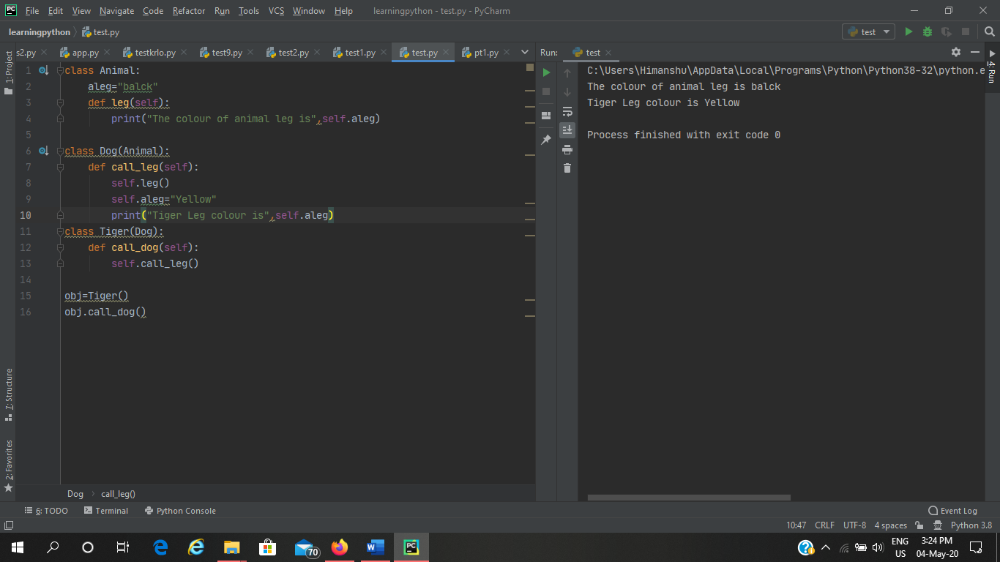 PC File Edit View Navigate Code Refactor Run Tools VCS Window Help learningpython - test.py - PyCharm
learningpython test.py test
1: Project
s2.py app.py testkrlo.py test9.py test2.py test1.py test.py pt1.py
1 class Animal:
2 aleg="balck"
3 def leg(self):
4 print("The colour of animal leg is",self.aleg)
5
6 class Dog(Animal):
7 def call_leg(self):
8 self.leg()
9 self.aleg="Yellow"
10 print("Tiger Leg colour is",self.aleg)
11 class Tiger(Dog):
12 def call_dog(self):
13 self.call_leg()
14
15 obj=Tiger()
16 obj.call_dog()
Run: test
C:\Users\Himanshu\AppData\Local\Programs\Python\Python38-32\python.e
The colour of animal leg is balck
Tiger Leg colour is Yellow
Process finished with exit code 0
4: Run
7: Structure
2: Favorites
Dog call_leg()
6: TODO Terminal Python Console Event Log
10:47 CRLF UTF-8 4 spaces Python 3.8
70
PC
ENG
US
3:24 PM
04-May-20